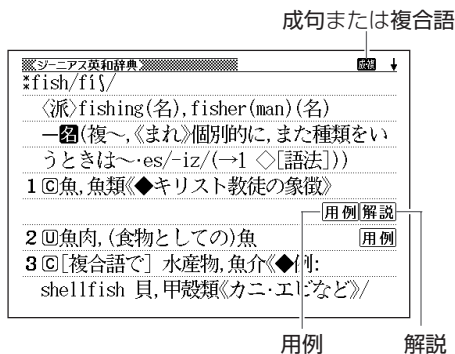 成句または複合語
ジーニアス英和辞典 成複 ↓
⁑fish/fíʃ/
〈派〉fishing(名),fisher(man)(名)
―名(複〜,《まれ》個別的に,また種類をい
うときは〜·es/-iz/(→1 ◇[語法]))
1 Ⓒ魚,魚類《◆キリスト教徒の象徴》
用例 解説
2 Ⓤ魚肉,(食物としての)魚 用例
3 Ⓒ[複合語で] 水産物,魚介《◆例:
shellfish 貝,甲殻類《カニ·エビなど》/
用例 解説